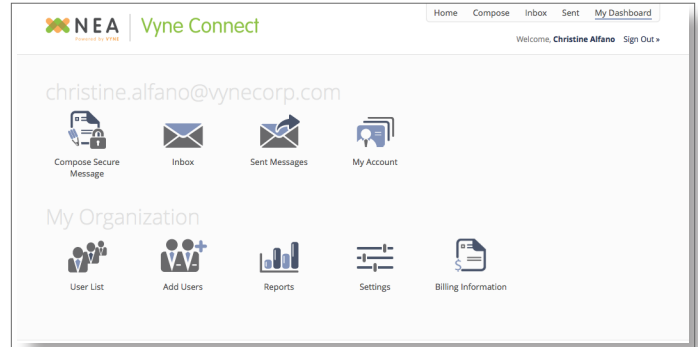 Home Compose Inbox Sent My Dashboard
NEA Vyne Connect
Powered by VYNE
Welcome, Christine Alfano Sign Out »
christine.alfano@vynecorp.com
Compose Secure Message
Inbox
Sent Messages
My Account
My Organization
User List
Add Users
Reports
Settings
Billing Information